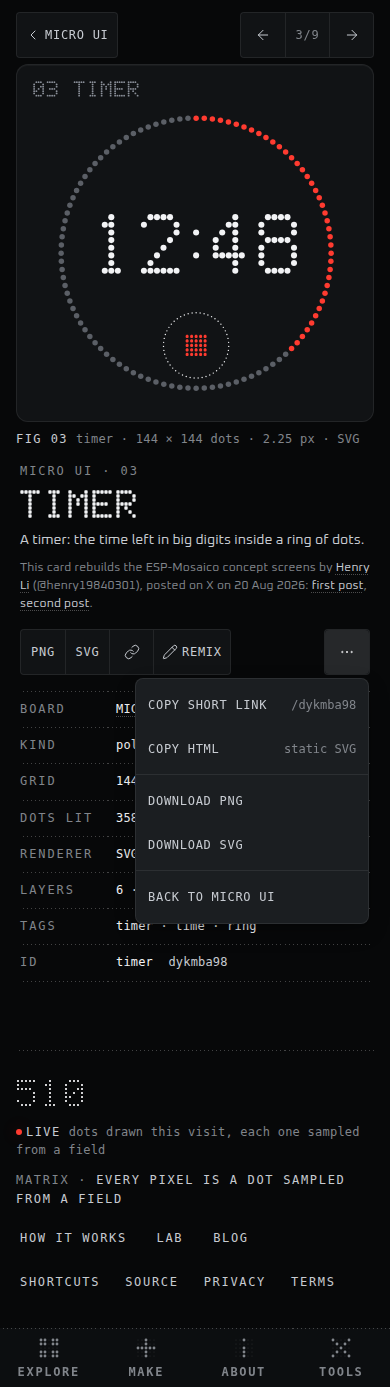 MICRO UI
3/9
03 TIMER
12:48
FIG 03 timer · 144 × 144 dots · 2.25 px · SVG
MICRO UI · 03
TIMER
A timer: the time left in big digits inside a ring of dots.
This card rebuilds the ESP-Mosaico concept screens by Henry
Li (@henry19840301), posted on X on 20 Aug 2026: first post,
second post.
PNG SVG REMIX ...
COPY SHORT LINK /dykmba98
COPY HTML static SVG
DOWNLOAD PNG
DOWNLOAD SVG
BACK TO MICRO UI
BOARD
KIND
GRID 144
DOTS LIT 358
RENDERER SVG
LAYERS 6
TAGS timer · time · ring
ID timer dykmba98
510
LIVE dots drawn this visit, each one sampled
from a field
MATRIX · EVERY PIXEL IS A DOT SAMPLED
FROM A FIELD
HOW IT WORKS LAB BLOG
SHORTCUTS SOURCE PRIVACY TERMS
EXPLORE MAKE ABOUT TOOLS